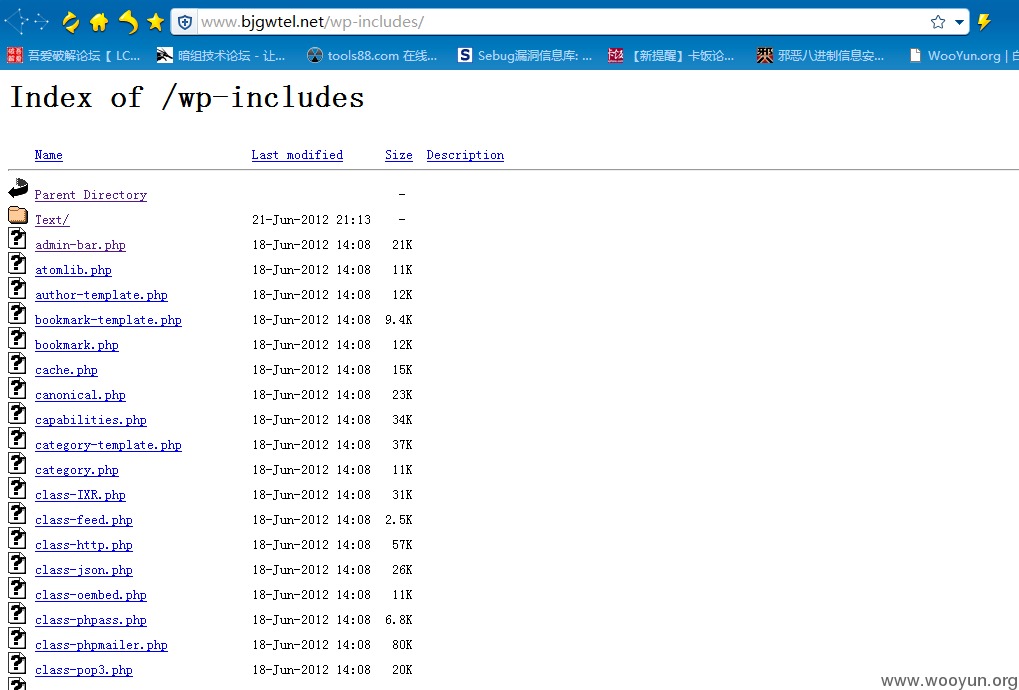 www.bjgwtel.net/wp-includes/
吾爱破解论坛【 LC... 暗组技术论坛 - 让... tools88.com 在线... Sebug漏洞信息库: ... 【新提醒】卡饭论... 邪恶八进制信息安... WooYun.org | 白
Index of /wp-includes
Name Last modified Size Description
Parent Directory -
Text/ 21-Jun-2012 21:13 -
admin-bar.php 18-Jun-2012 14:08 21K
atomlib.php 18-Jun-2012 14:08 11K
author-template.php 18-Jun-2012 14:08 12K
bookmark-template.php 18-Jun-2012 14:08 9.4K
bookmark.php 18-Jun-2012 14:08 12K
cache.php 18-Jun-2012 14:08 15K
canonical.php 18-Jun-2012 14:08 23K
capabilities.php 18-Jun-2012 14:08 34K
category-template.php 18-Jun-2012 14:08 37K
category.php 18-Jun-2012 14:08 11K
class-IXR.php 18-Jun-2012 14:08 31K
class-feed.php 18-Jun-2012 14:08 2.5K
class-http.php 18-Jun-2012 14:08 57K
class-json.php 18-Jun-2012 14:08 26K
class-oembed.php 18-Jun-2012 14:08 11K
class-phpass.php 18-Jun-2012 14:08 6.8K
class-phpmailer.php 18-Jun-2012 14:08 80K
class-pop3.php 18-Jun-2012 14:08 20K
www.wooyun.org